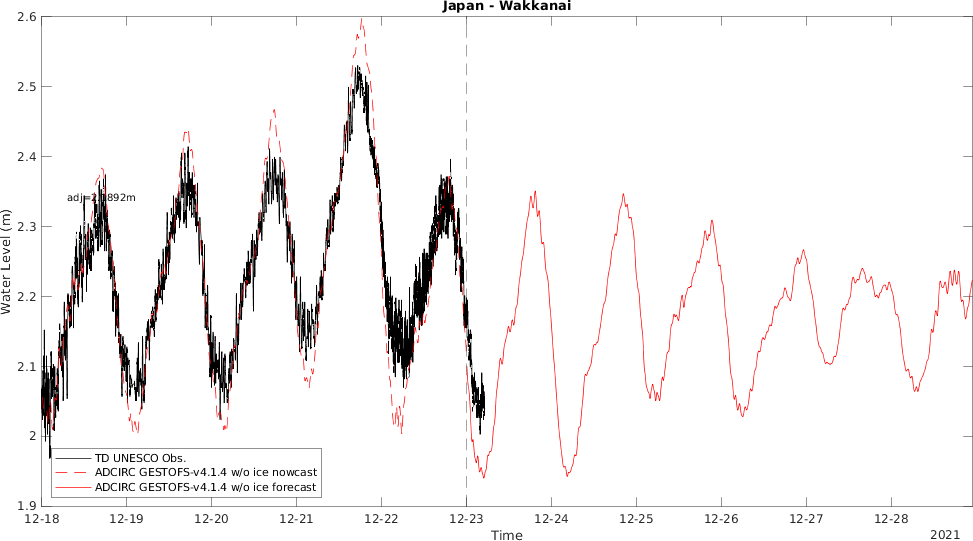 Japan - Wakkanai
2.6
2.5
2.4
2.3
2.2
2.1
2
1.9
Water Level (m)
adj=2.1892m
TD UNESCO Obs.
ADCIRC GESTOFS-v4.1.4 w/o ice nowcast
ADCIRC GESTOFS-v4.1.4 w/o ice forecast
12-18 12-19 12-20 12-21 12-22 12-23 12-24 12-25 12-26 12-27 12-28
Time
2021